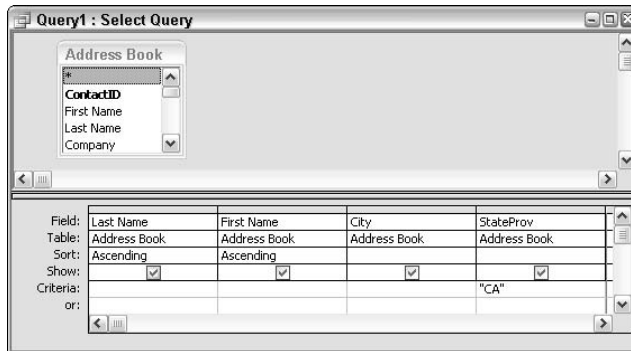 Query1 : Select Query
Address Book
*
ContactID
First Name
Last Name
Company
Field: Last Name First Name City StateProv
Table: Address Book Address Book Address Book Address Book
Sort: Ascending Ascending
Show:
Criteria: "CA"
or: